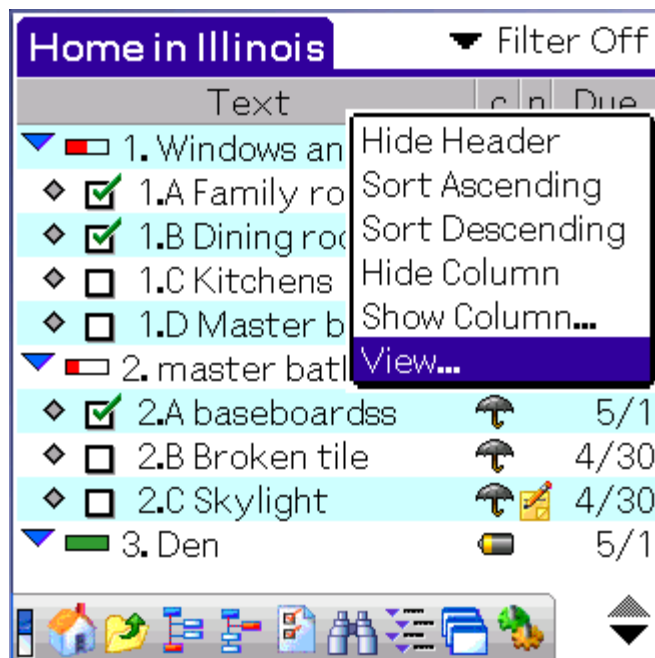 Home in Illinois
Filter Off
Text c n Due
1. Windows an
1.A Family ro
1.B Dining roo
1.C Kitchens
1.D Master b
Hide Header
Sort Ascending
Sort Descending
Hide Column
Show Column...
View...
2. master bath
2.A baseboardss 5/1
2.B Broken tile 4/30
2.C Skylight 4/30
3. Den 5/1